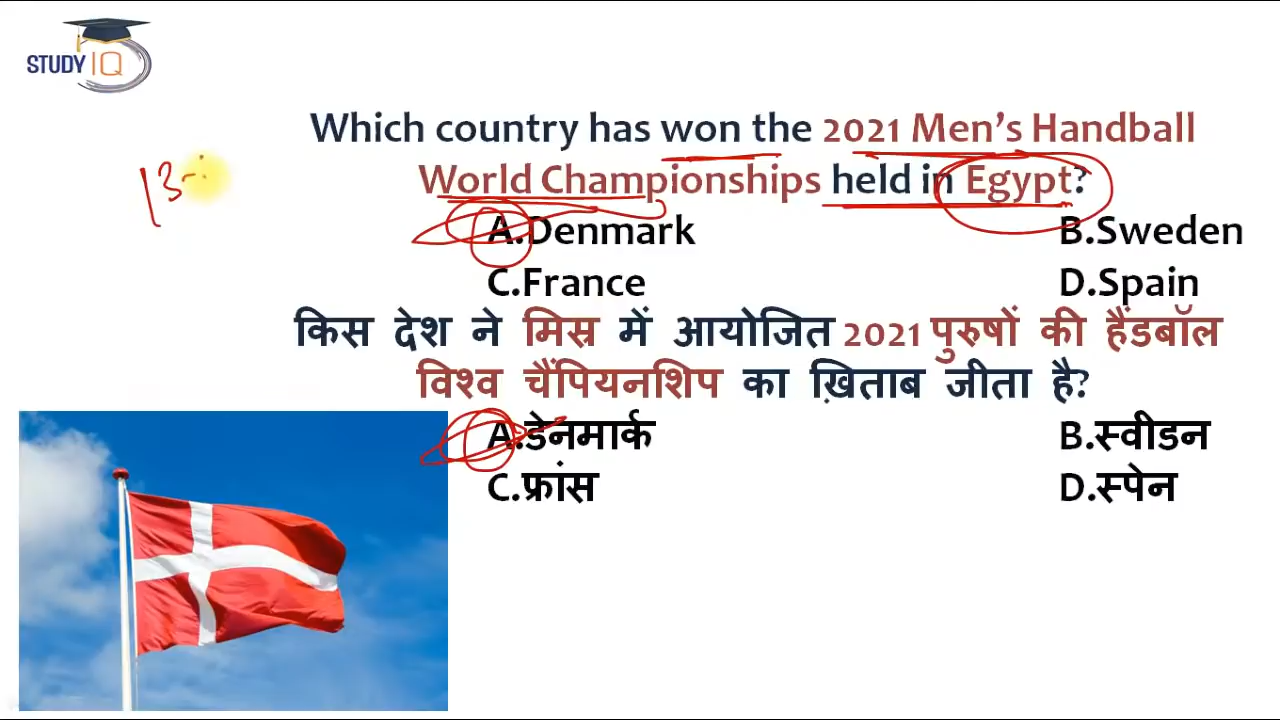 STUDY IQ
Which country has won the 2021 Men's Handball
World Championships held in Egypt?
A.Denmark B.Sweden
C.France D.Spain
किस देश ने मिस्र में आयोजित 2021 पुरुषों की हैंडबॉल
विश्व चैंपियनशिप का ख़िताब जीता है?
A.डेनमार्क B.स्वीडन
C.फ्रांस D.स्पेन
13